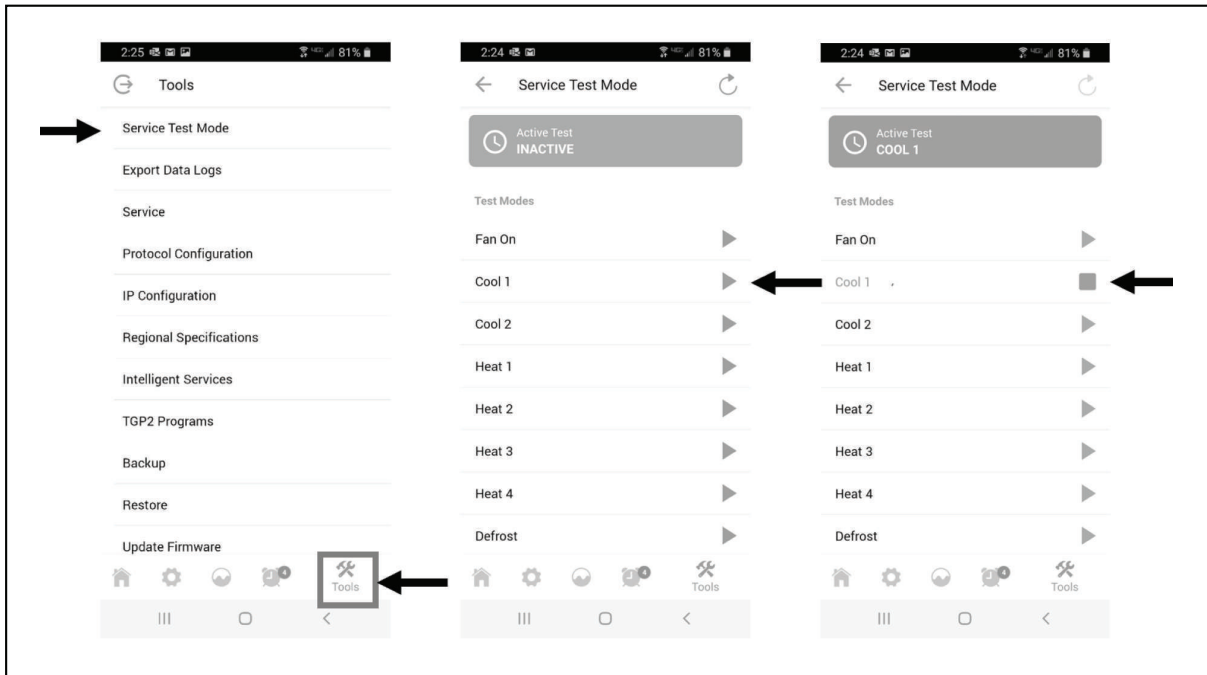 2:25 81%
Tools
Service Test Mode
Export Data Logs
Service
Protocol Configuration
IP Configuration
Regional Specifications
Intelligent Services
TGP2 Programs
Backup
Restore
Update Firmware
4
Tools
2:24 81%
Service Test Mode
Active Test
INACTIVE
Test Modes
Fan On
Cool 1
Cool 2
Heat 1
Heat 2
Heat 3
Heat 4
Defrost
4
Tools
2:24 81%
Service Test Mode
Active Test
COOL 1
Test Modes
Fan On
Cool 1
Cool 2
Heat 1
Heat 2
Heat 3
Heat 4
Defrost
4
Tools